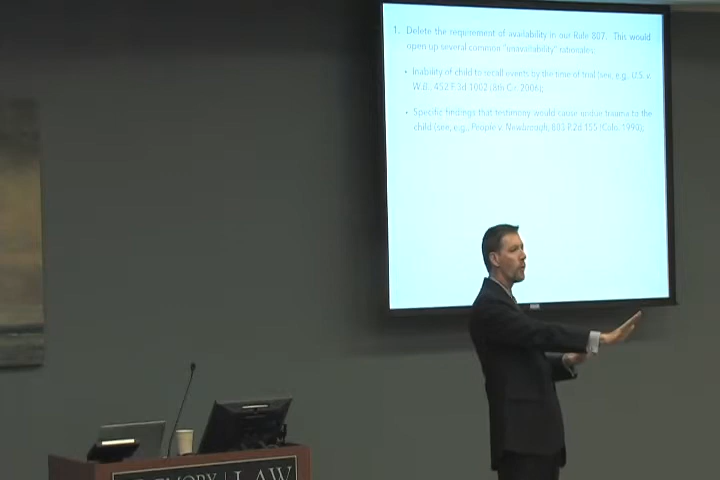 1. Delete the requirement of availability in our Rule 807. This would
open up several common "unavailability" rationales:
• Inability of child to recall events by the time of trial (see, e.g., U.S. v.
W.B., 452 F.3d 1002 (8th Cir. 2006);
• Specific findings that testimony would cause undue trauma to the
child (see, e.g., People v. Newbrough, 803 P.2d 155 (Colo. 1990);
EMORY | LAW